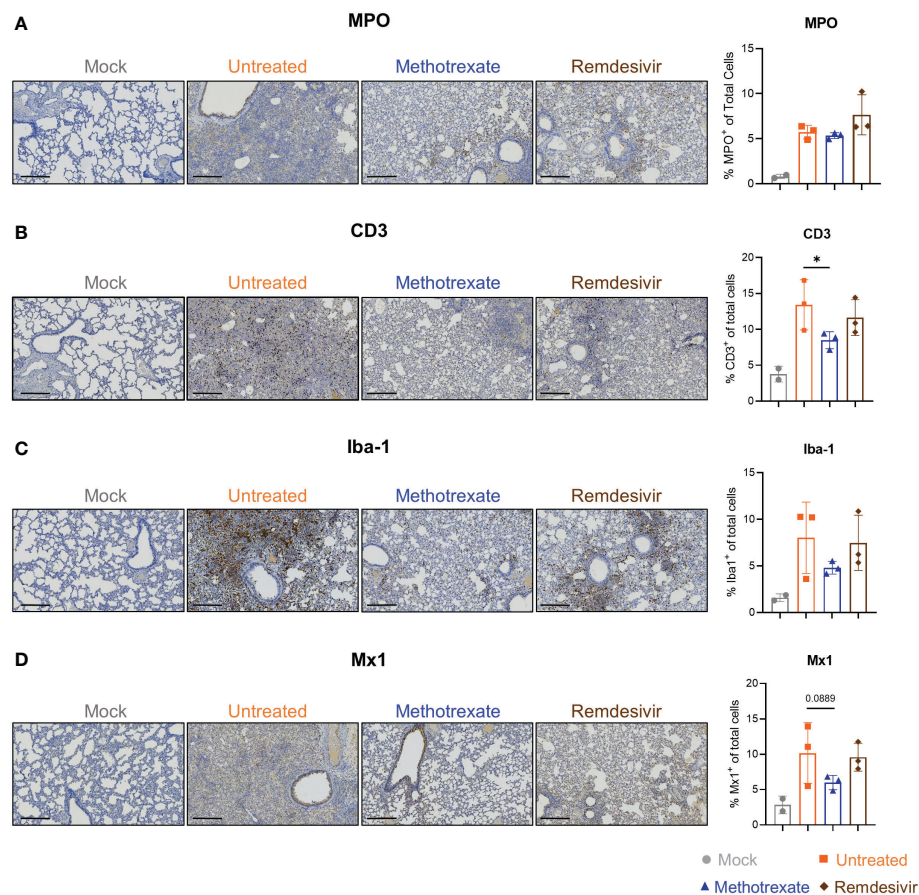 A MPO MPO
Mock Untreated Methotrexate Remdesivir
% MPO+ of Total Cells
15
10
5
0
B CD3 CD3
Mock Untreated Methotrexate Remdesivir
% CD3+ of total cells
20
15
10
5
0
*
C Iba-1 Iba-1
Mock Untreated Methotrexate Remdesivir
% Iba1+ of total cells
15
10
5
0
D Mx1 Mx1
Mock Untreated Methotrexate Remdesivir
% Mx1+ of total cells
20
15
10
5
0
0.0889
Mock Untreated
Methotrexate Remdesivir